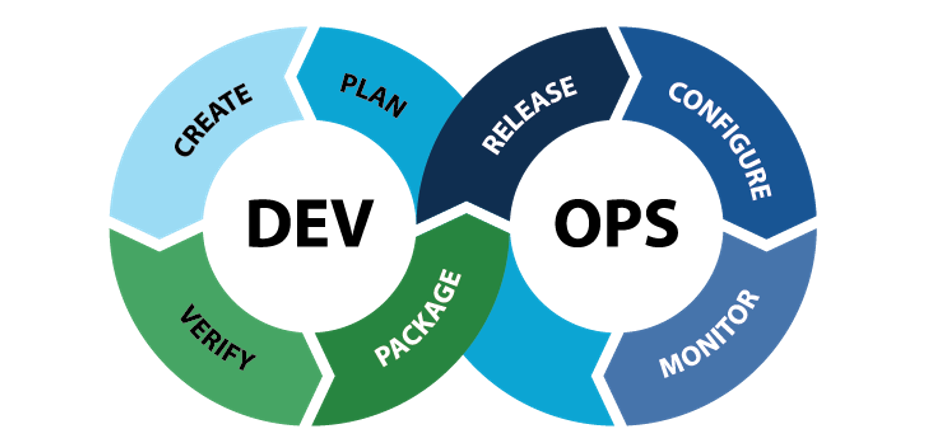 PLAN
CREATE
VERIFY
PACKAGE
RELEASE
CONFIGURE
MONITOR
DEV
OPS